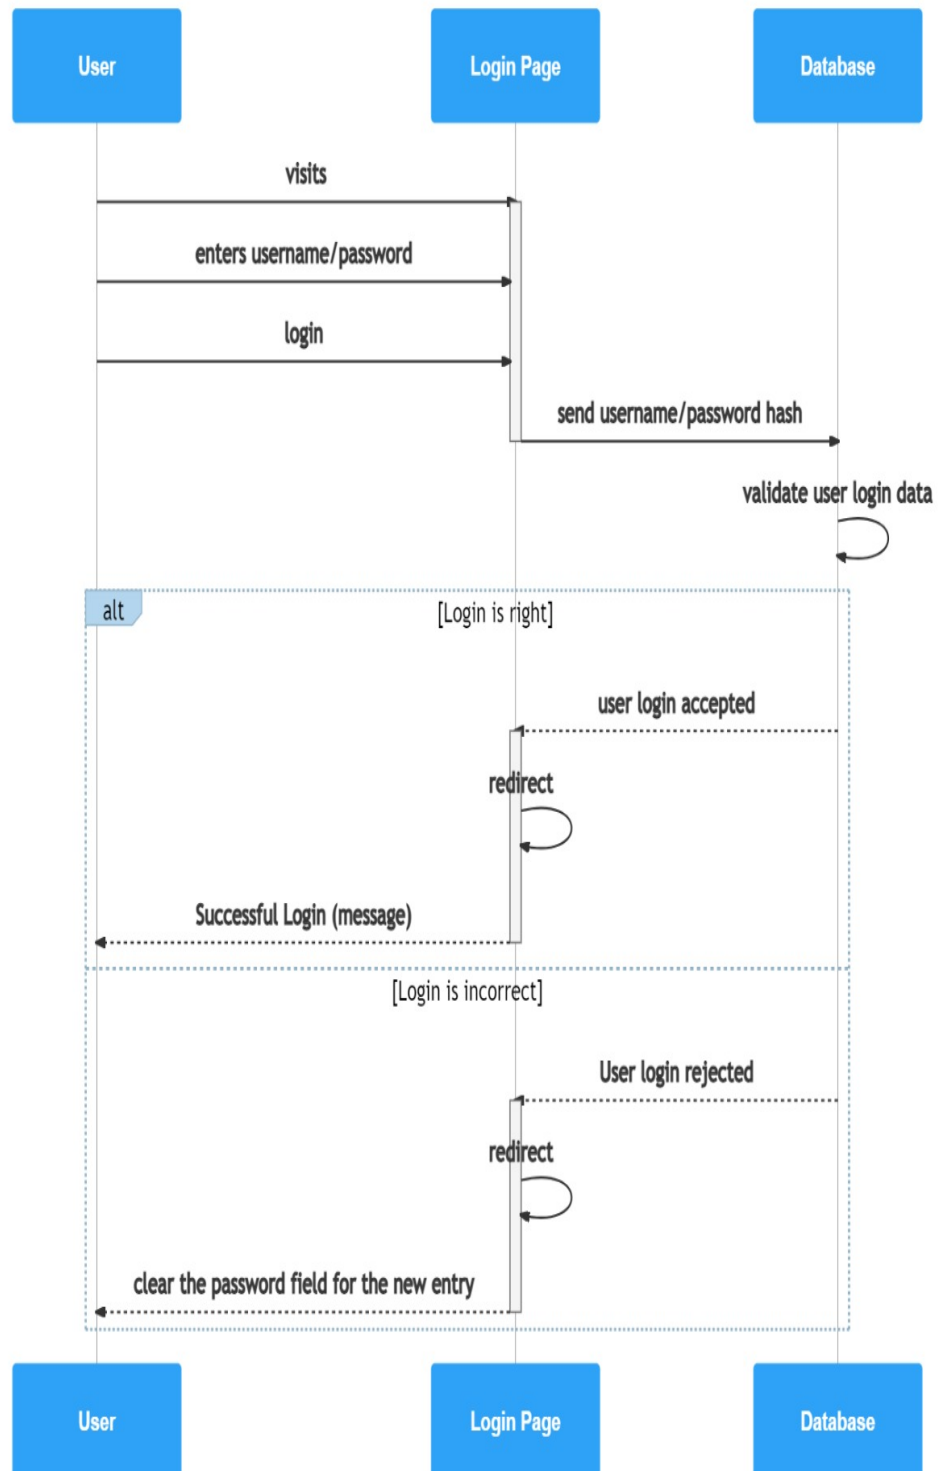 User
Login Page
Database
visits
enters username/password
login
send username/password hash
validate user login data
alt
[Login is right]
user login accepted
redirect
Successful Login (message)
[Login is incorrect]
User login rejected
redirect
clear the password field for the new entry
User
Login Page
Database